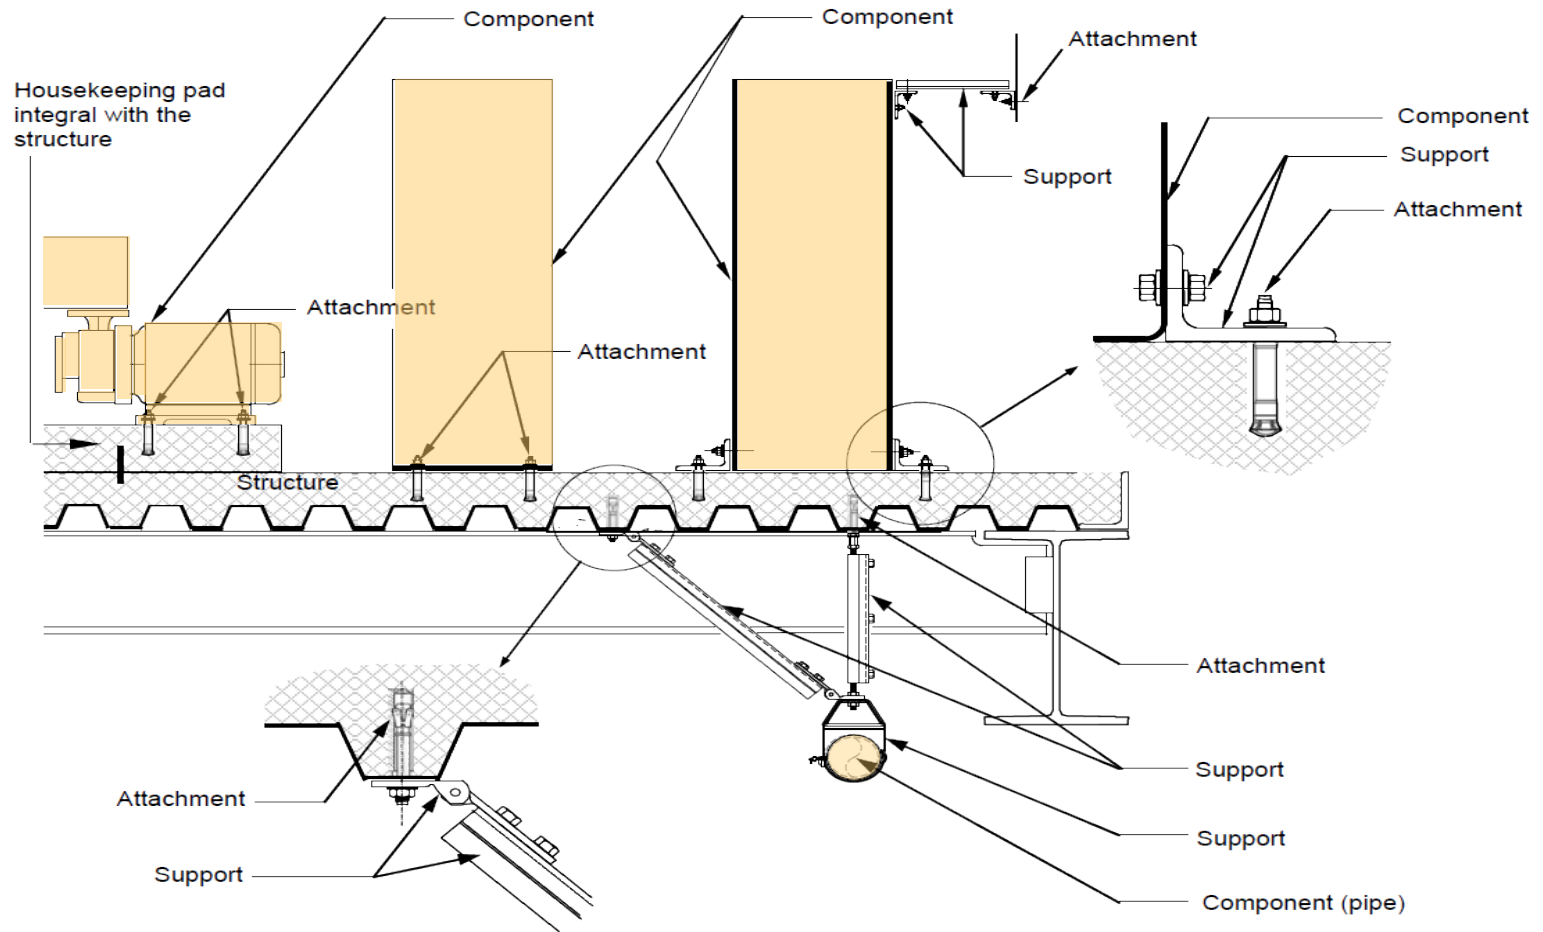 Component
Component
Attachment
Housekeeping pad
integral with the
structure
Component
Support
Support
Attachment
Attachment
Attachment
Structure
Attachment
Support
Attachment
Support
Support
Component (pipe)